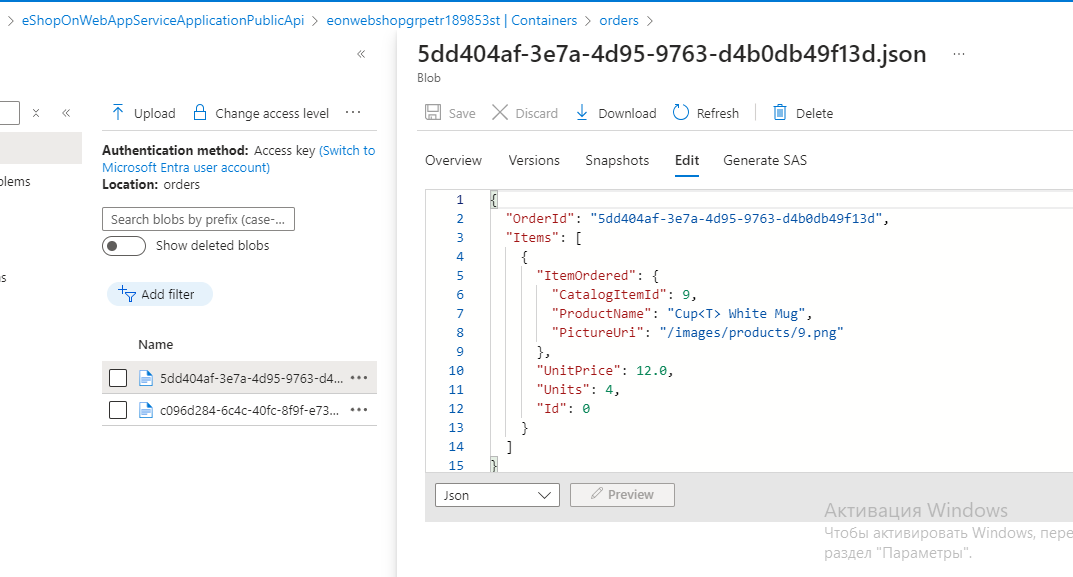 eShopOnWebAppServiceApplicationPublicApi > eonwebshopgrpetr189853st | Containers > orders >
5dd404af-3e7a-4d95-9763-d4b0db49f13d.json ...
Blob
Upload Change access level ...
Save Discard Download Refresh Delete
Authentication method: Access key (Switch to
Microsoft Entra user account)
Location: orders
Search blobs by prefix (case-...
Show deleted blobs
Add filter
Name
5dd404af-3e7a-4d95-9763-d4...
c096d284-6c4c-40fc-8f9f-e73...
Overview Versions Snapshots Edit Generate SAS
1 {
2 "OrderId": "5dd404af-3e7a-4d95-9763-d4b0db49f13d",
3 "Items": [
4 {
5 "ItemOrdered": {
6 "CatalogItemId": 9,
7 "ProductName": "Cup<T> White Mug",
8 "PictureUri": "/images/products/9.png"
9 },
10 "UnitPrice": 12.0,
11 "Units": 4,
12 "Id": 0
13 }
14 ]
15 }
Json Preview
Активация Windows
Чтобы активировать Windows, пере
раздел "Параметры".